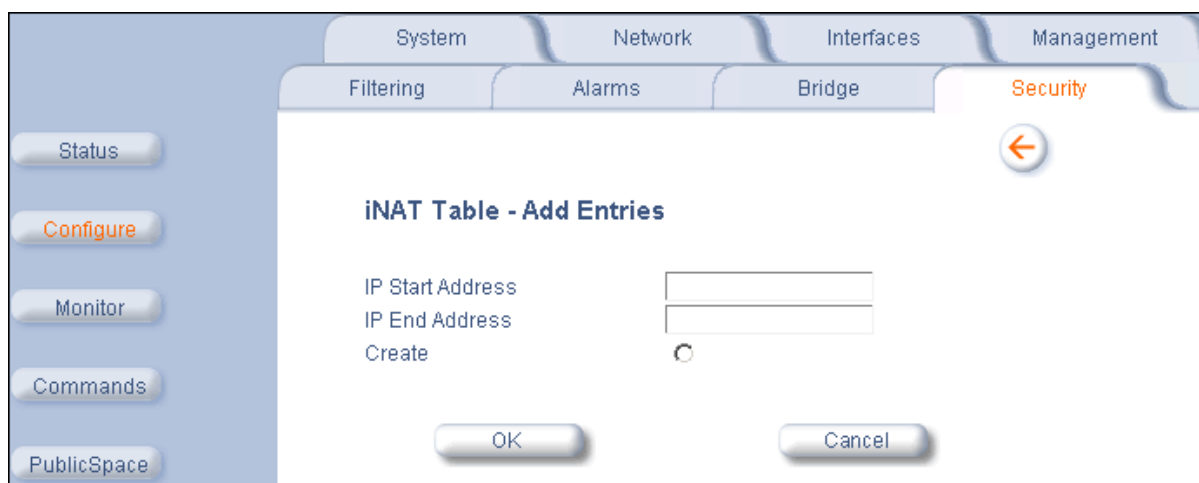 System Network Interfaces Management
Filtering Alarms Bridge Security
Status
Configure
Monitor
Commands
PublicSpace
iNAT Table - Add Entries
IP Start Address
IP End Address
Create
OK Cancel